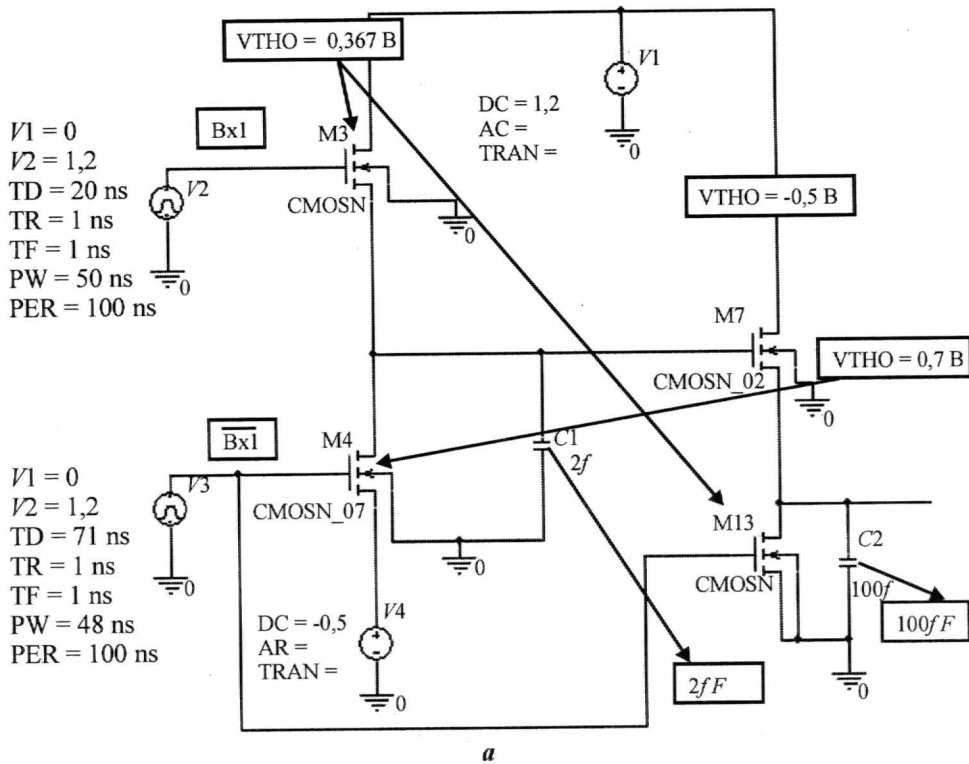 VTHO = 0,367 В
V1
DC = 1,2
AC =
TRAN =
0
Вх1
M3
V1 = 0
V2 = 1,2
TD = 20 ns
TR = 1 ns
TF = 1 ns
PW = 50 ns
PER = 100 ns
V2
CMOSN
0
0
VTHO = -0,5 В
M7
CMOSN_02
0
VTHO = 0,7 В
Вх1
M4
C1
2f
V1 = 0
V2 = 1,2
TD = 71 ns
TR = 1 ns
TF = 1 ns
PW = 48 ns
PER = 100 ns
V3
CMOSN_07
0
0
M13
CMOSN
C2
100f
100fF
DC = -0,5
AR =
TRAN =
V4
0
2fF
0
a